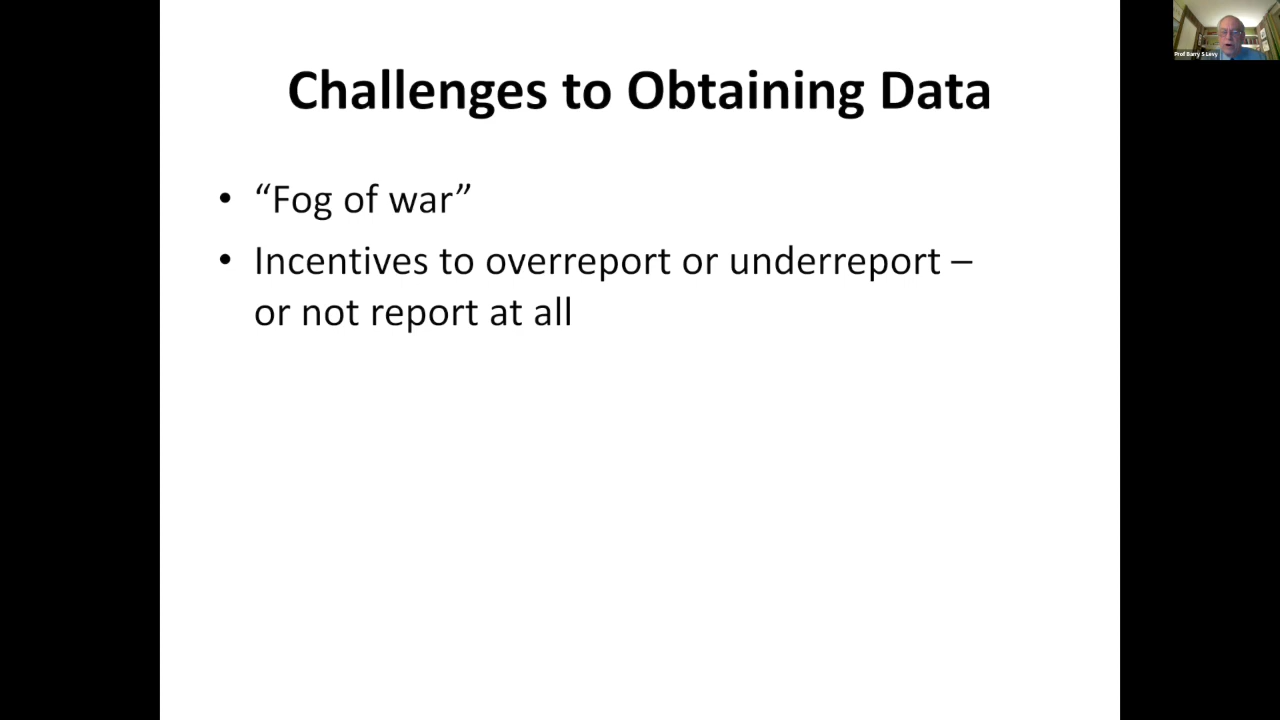 Challenges to Obtaining Data
• “Fog of war”
• Incentives to overreport or underreport –
or not report at all
Prof Barry S Levy